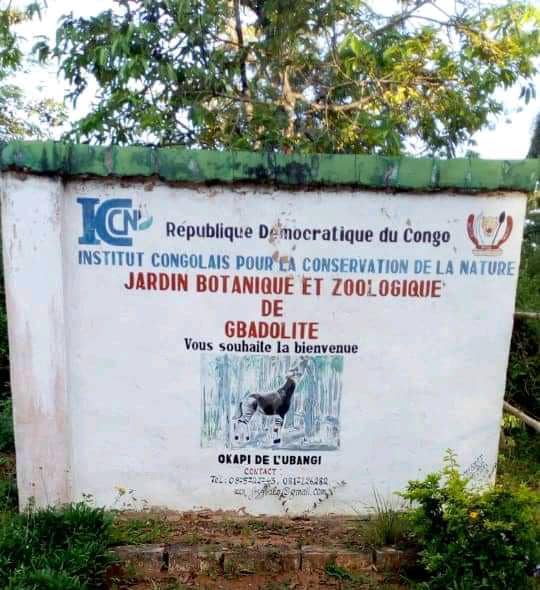 ICCN
République Démocratique du Congo
INSTITUT CONGOLAIS POUR LA CONSERVATION DE LA NATURE
JARDIN BOTANIQUE ET ZOOLOGIQUE
DE
GBADOLITE
Vous souhaite la bienvenue
OKAPI DE L'UBANGI
CONTACT :
TEL: